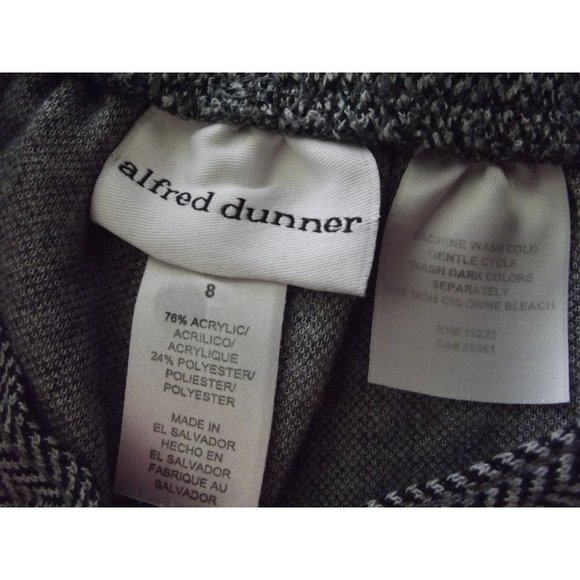 alfred dunner
8
76% ACRYLIC/
ACRILICO/
ACRYLIQUE
24% POLYESTER/
POLIESTER/
POLYESTER
MADE IN
EL SALVADOR
HECHO EN
EL SALVADOR
FABRIQUE AU
SALVADOR
MACHINE WASH COLD
GENTLE CYCLE
WASH DARK COLORS
SEPARATELY
USE NON CHLORINE BLEACH
RN#
CA#